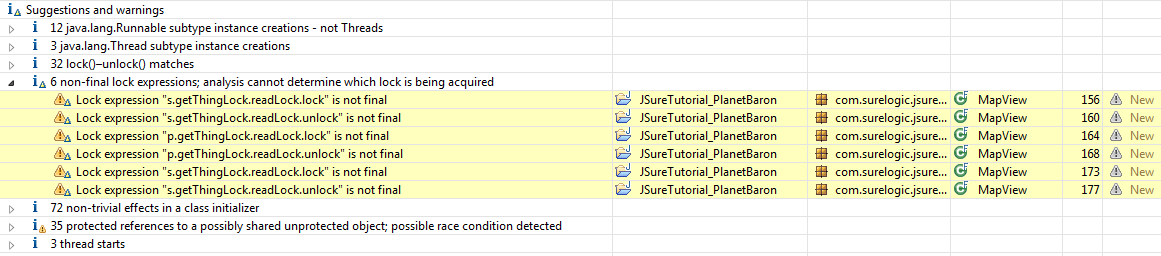 Suggestions and warnings
12 java.lang.Runnable subtype instance creations - not Threads
3 java.lang.Thread subtype instance creations
32 lock()–unlock() matches
6 non-final lock expressions; analysis cannot determine which lock is being acquired
Lock expression "s.getThingLock.readLock.lock" is not final JSureTutorial_PlanetBaron com.surelogic.jsure... MapView 156 New
Lock expression "s.getThingLock.readLock.unlock" is not final JSureTutorial_PlanetBaron com.surelogic.jsure... MapView 160 New
Lock expression "p.getThingLock.readLock.lock" is not final JSureTutorial_PlanetBaron com.surelogic.jsure... MapView 164 New
Lock expression "p.getThingLock.readLock.unlock" is not final JSureTutorial_PlanetBaron com.surelogic.jsure... MapView 168 New
Lock expression "s.getThingLock.readLock.lock" is not final JSureTutorial_PlanetBaron com.surelogic.jsure... MapView 173 New
Lock expression "s.getThingLock.readLock.unlock" is not final JSureTutorial_PlanetBaron com.surelogic.jsure... MapView 177 New
72 non-trivial effects in a class initializer
35 protected references to a possibly shared unprotected object; possible race condition detected
3 thread starts